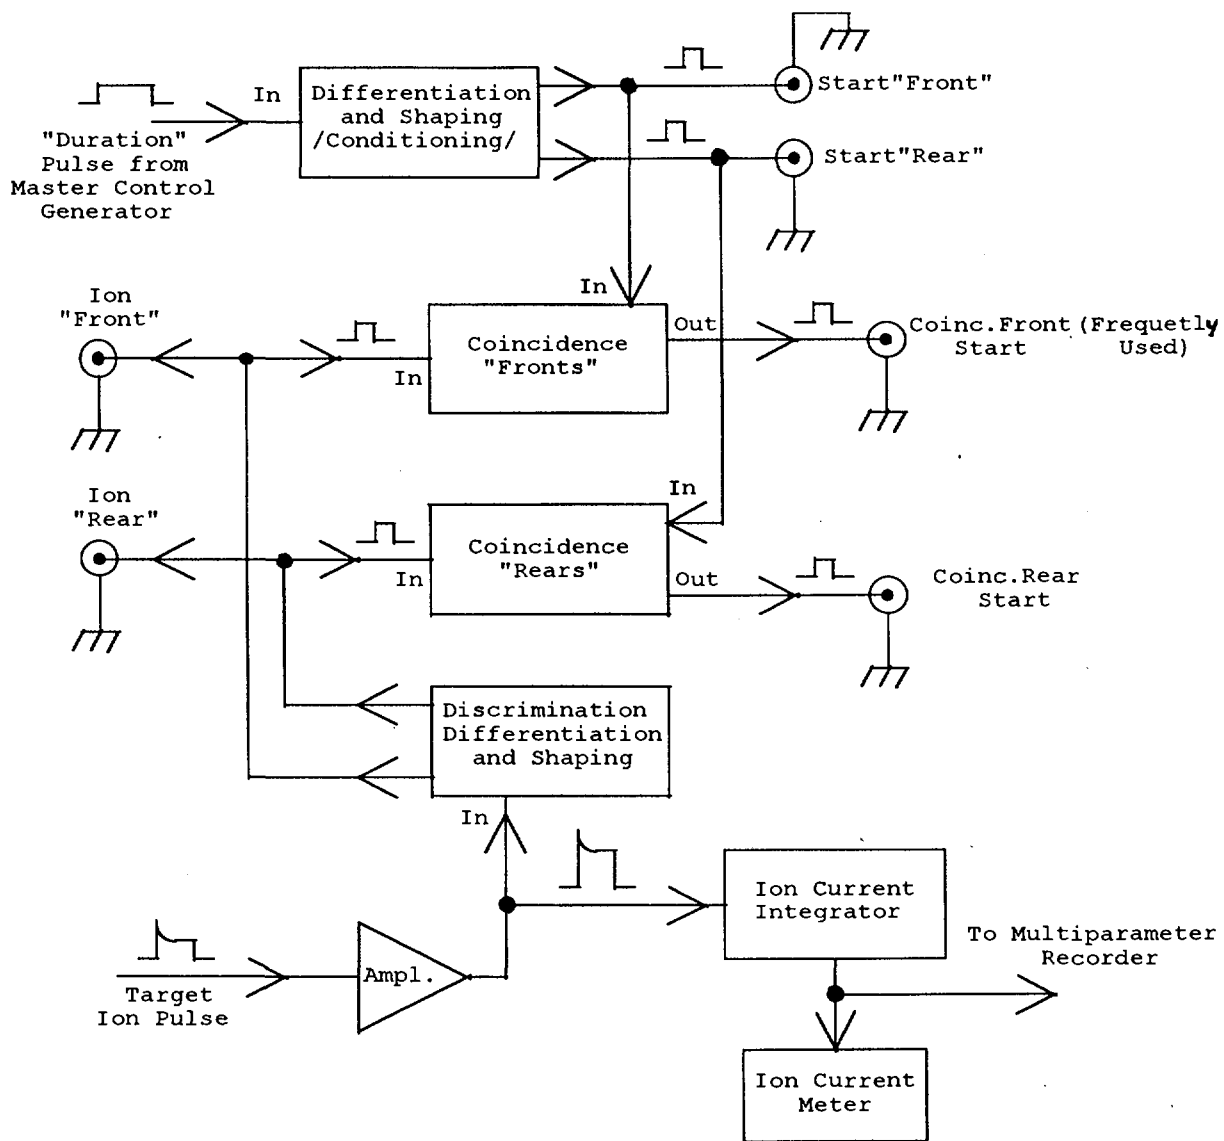 In
Differentiation
and Shaping
/Conditioning/
Start"Front"
"Duration"
Pulse from
Master Control
Generator
Start"Rear"
Ion
"Front"
In
Coincidence
"Fronts"
In
Out
Coinc.Front (Frequetly
Start Used)
Ion
"Rear"
In
Coincidence
"Rears"
In
Out
Coinc.Rear
Start
Discrimination
Differentiation
and Shaping
In
Ion Current
Integrator
To Multiparameter
Recorder
Ampl.
Target
Ion Pulse
Ion Current
Meter